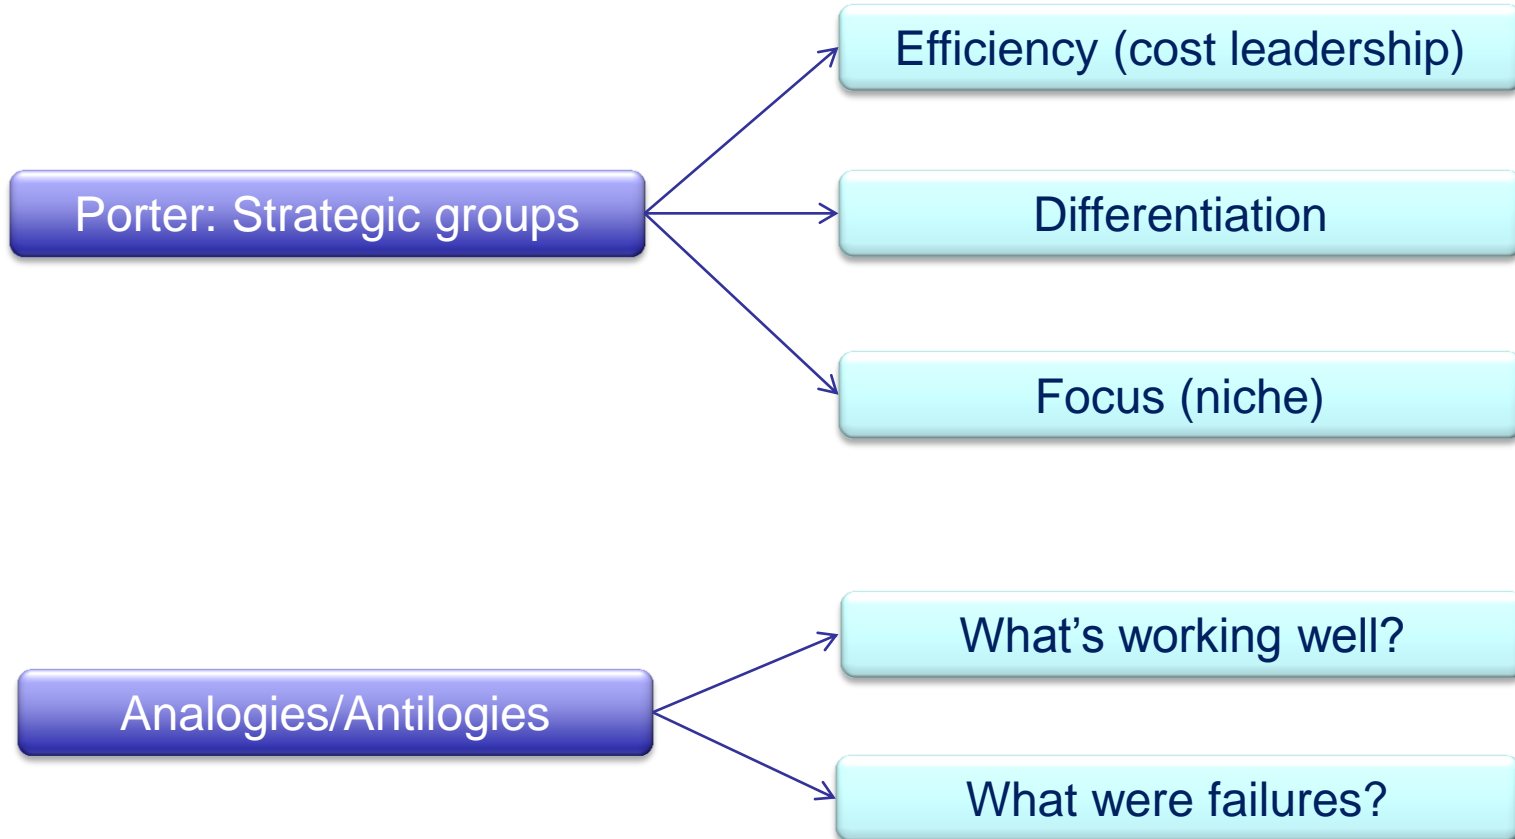 Efficiency (cost leadership)
Porter: Strategic groups
Differentiation
Focus (niche)
What’s working well?
Analogies/Antilogies
What were failures?